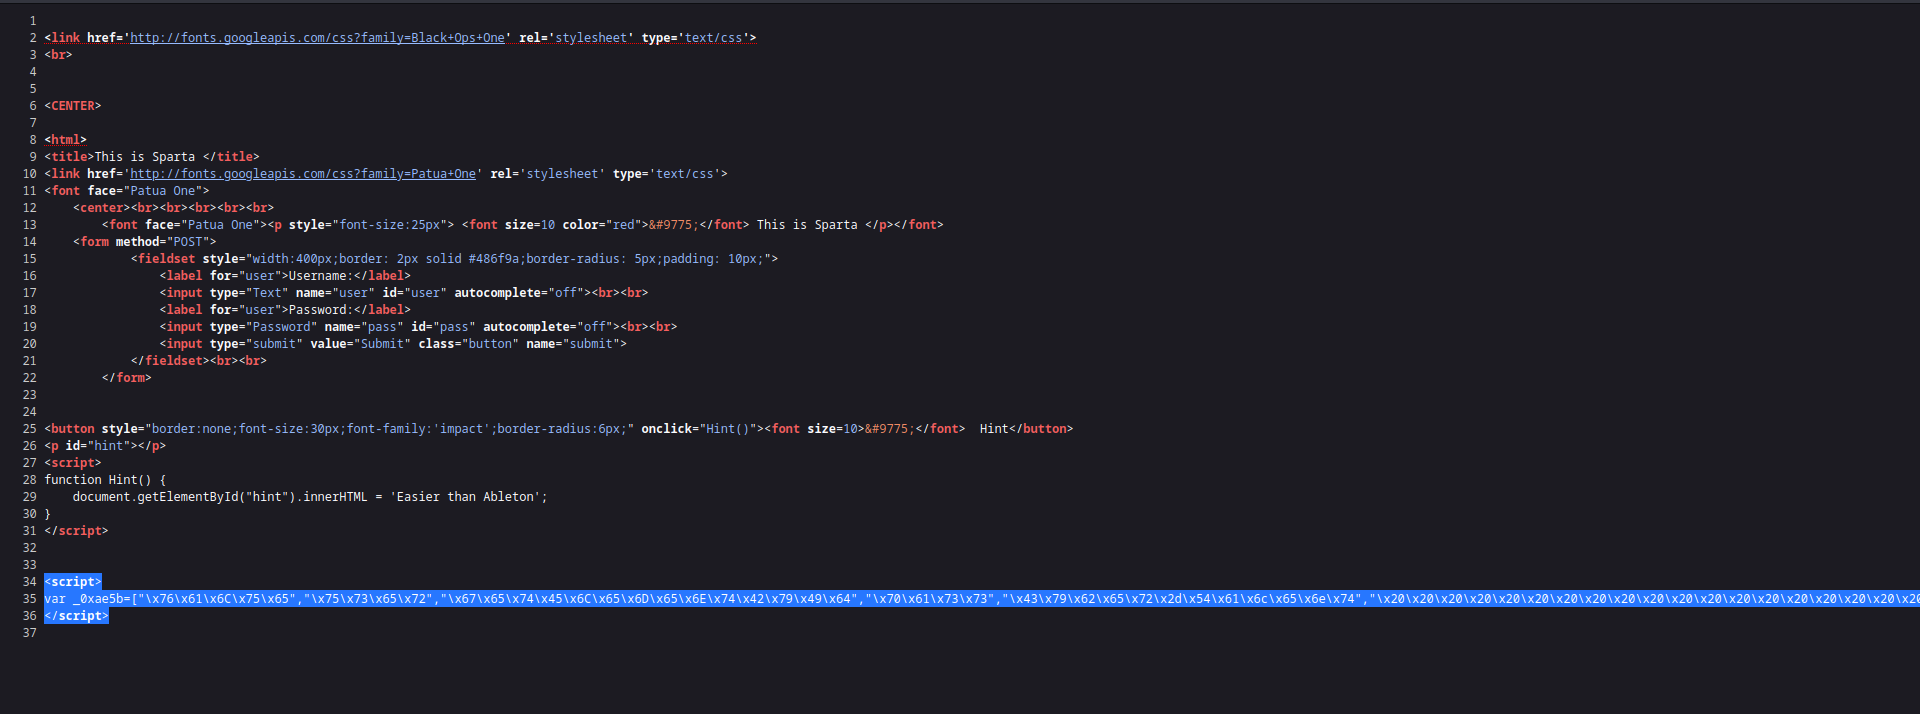 1
2 <link href='http://fonts.googleapis.com/css?family=Black+Ops+One' rel='stylesheet' type='text/css'>
3 <br>
4
5
6 <CENTER>
7
8 <html>
9 <title>This is Sparta </title>
10 <link href='http://fonts.googleapis.com/css?family=Patua+One' rel='stylesheet' type='text/css'>
11 <font face="Patua One">
12     <center><br><br><br><br><br>
13         <font face="Patua One"><p style="font-size:25px"> <font size=10 color="red">&#9775;</font> This is Sparta </p></font>
14     <form method="POST">
15             <fieldset style="width:400px;border: 2px solid #486f9a;border-radius: 5px;padding: 10px;">
16                 <label for="user">Username:</label>
17                 <input type="Text" name="user" id="user" autocomplete="off"><br><br>
18                 <label for="user">Password:</label>
19                 <input type="Password" name="pass" id="pass" autocomplete="off"><br><br>
20                 <input type="submit" value="Submit" class="button" name="submit">
21             </fieldset><br><br>
22         </form>
23
24
25 <button style="border:none;font-size:30px;font-family:'impact';border-radius:6px;" onclick="Hint()"><font size=10>&#9775;</font>  Hint</button>
26 <p id="hint"></p>
27 <script>
28 function Hint() {
29     document.getElementById("hint").innerHTML = 'Easier than Ableton';
30 }
31 </script>
32
33
34 <script>
35 var _0xae5b=["\x76\x61\x6C\x75\x65","\x75\x73\x65\x72","\x67\x65\x74\x45\x6C\x65\x6D\x65\x6E\x74\x42\x79\x49\x64","\x70\x61\x73\x73","\x43\x79\x62\x65\x72\x2d\x54\x61\x6c\x65\x6e\x74","\x20\x20\x20\x20\x20\x20\x20\x20\x20\x20\x20\x20\x20\x20\x20\x20\x20\x20\x20
36 </script>
37